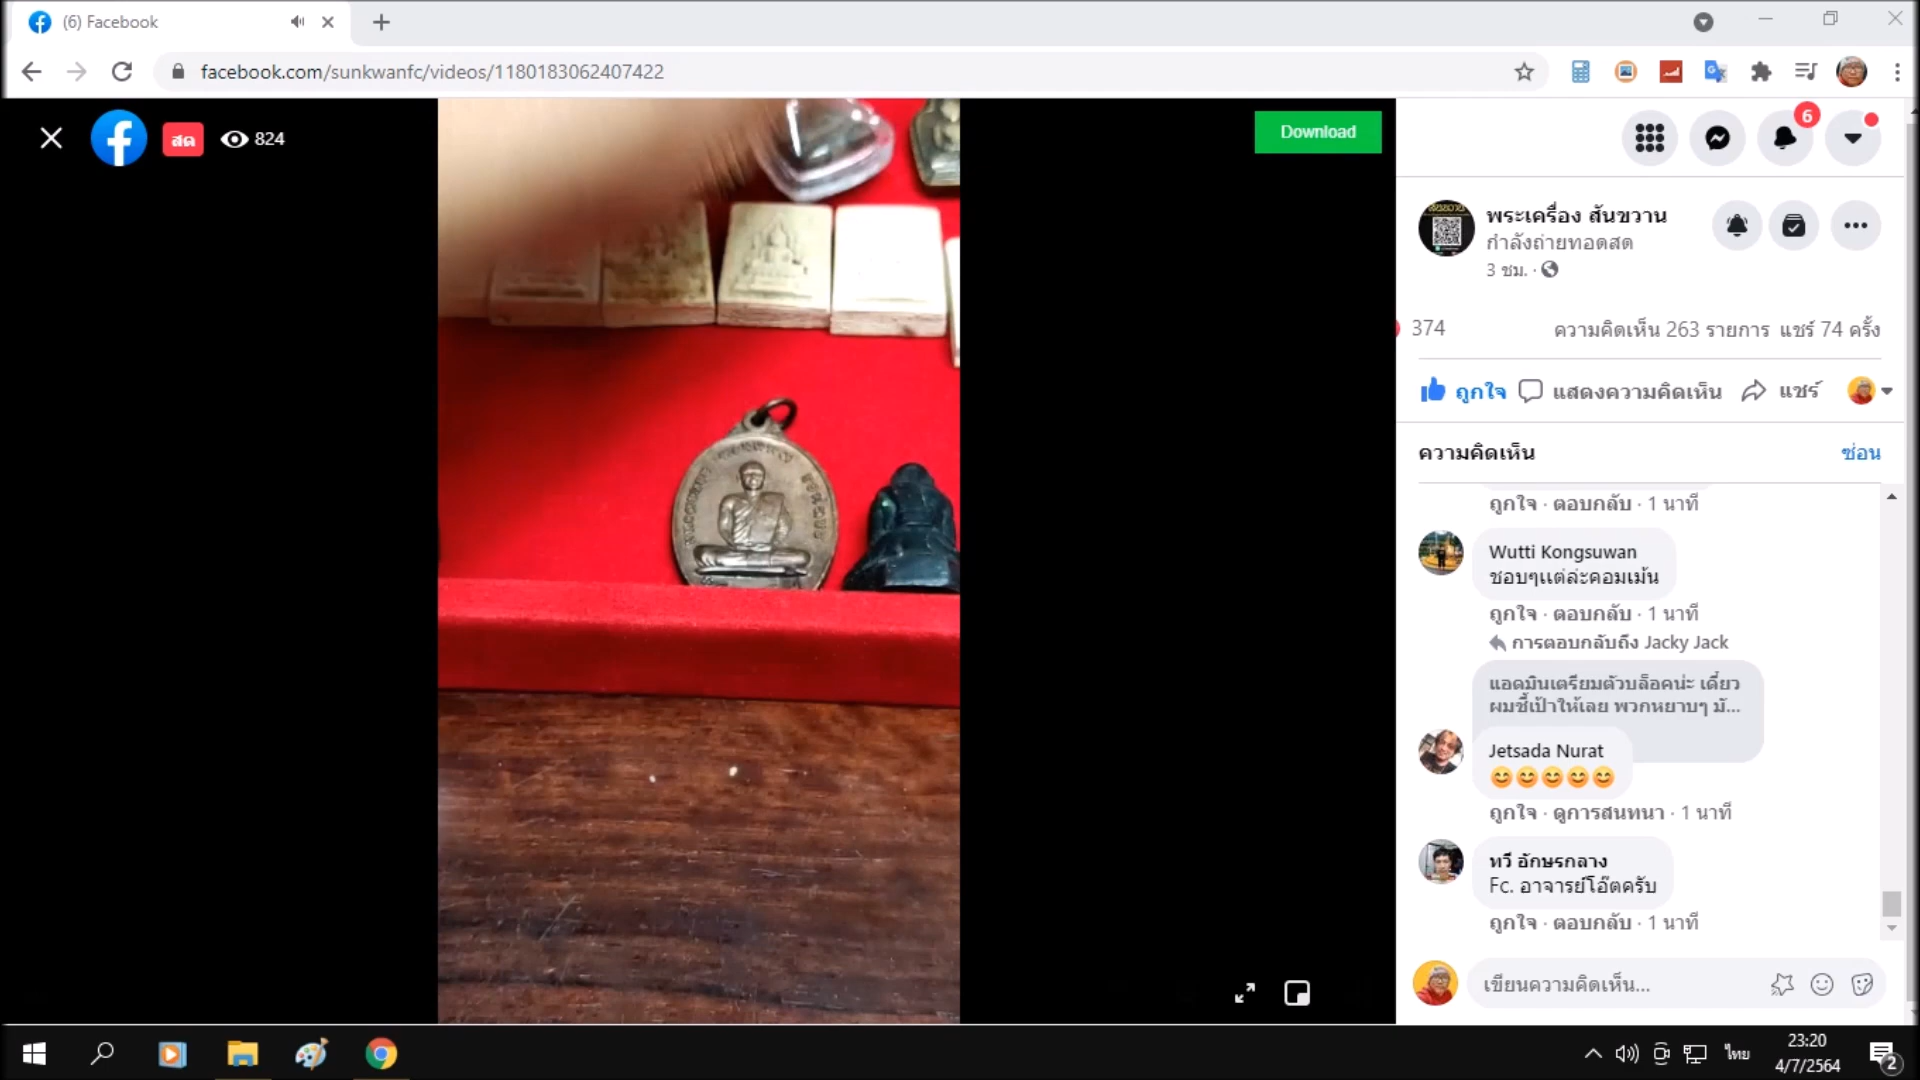 (6) Facebook
facebook.com/sunkwanfc/videos/1180183062407422
สด
824
Download
6
พระเครื่อง สันขวาน
กำลังถ่ายทอดสด
3 ชม. ·
374
ความคิดเห็น 263 รายการ แชร์ 74 ครั้ง
ถูกใจ
แสดงความคิดเห็น
แชร์
ความคิดเห็น
ซ่อน
ถูกใจ · ตอบกลับ · 1 นาที
Wutti Kongsuwan
ชอบๆแต่ล่ะคอมเม้น
ถูกใจ · ตอบกลับ · 1 นาที
การตอบกลับถึง Jacky Jack
แอดมินเตรียมตัวบล็อคน่ะ เดี๋ยว
ผมชี้เป้าให้เลย พวกหยาบๆ มั...
Jetsada Nurat
😊😊😊😊😊
ถูกใจ · ดูการสนทนา · 1 นาที
ทวี อักษรกลาง
Fc. อาจารย์โอ๊ตครับ
ถูกใจ · ตอบกลับ · 1 นาที
เขียนความคิดเห็น...
ไทย
23:20
4/7/2564
2